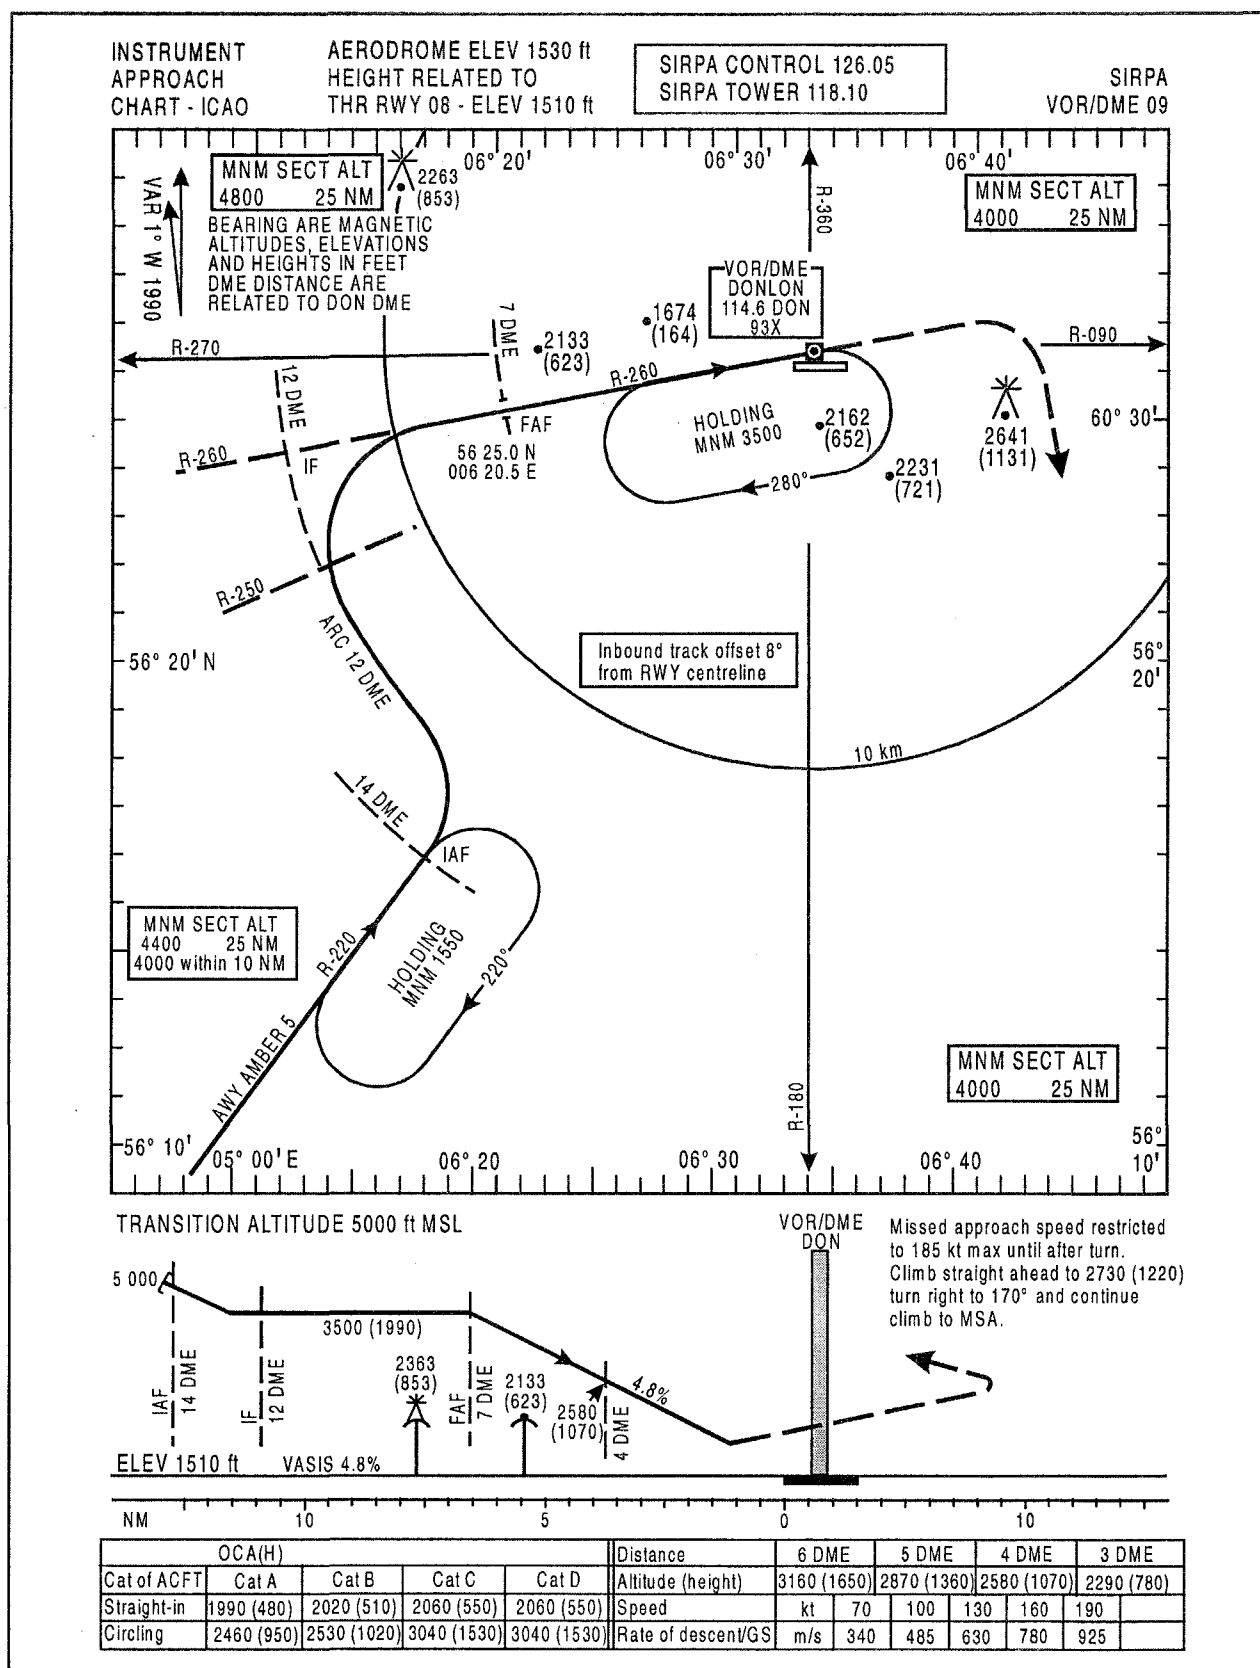 INSTRUMENT
APPROACH
CHART - ICAO
AERODROME ELEV 1530 ft
HEIGHT RELATED TO
THR RWY 08 - ELEV 1510 ft
SIRPA CONTROL 126.05
SIRPA TOWER 118.10
SIRPA
VOR/DME 09
MNM SECT ALT
4800 25 NM
2263
(853)
06° 20'
06° 30'
06° 40'
MNM SECT ALT
4000 25 NM
VAR 1° W 1990
BEARING ARE MAGNETIC
ALTITUDES, ELEVATIONS
AND HEIGHTS IN FEET
DME DISTANCE ARE
RELATED TO DON DME
R-360
VOR/DME
DONLON
114.6 DON
93X
7 DME
2133
(623)
1674
(164)
R-270
R-090
R-260
12 DME
FAF
56 25.0 N
006 20.5 E
HOLDING
MNM 3500
2162
(652)
2641
(1131)
60° 30'
R-260
IF
280°
2231
(721)
R-250
ARC 12 DME
56° 20' N
Inbound track offset 8°
from RWY centreline
56°
20'
10 km
14 DME
IAF
MNM SECT ALT
4400 25 NM
4000 within 10 NM
R-220
HOLDING
MNM 1550
220°
AWY AMBER 5
MNM SECT ALT
4000 25 NM
R-180
56° 10'
05° 00' E
06° 20
06° 30
06° 40
56°
10'
TRANSITION ALTITUDE 5000 ft MSL
VOR/DME
DON
Missed approach speed restricted
to 185 kt max until after turn.
Climb straight ahead to 2730 (1220)
turn right to 170° and continue
climb to MSA.
5 000
3500 (1990)
IAF
14 DME
IF
12 DME
2363
(853)
FAF
7 DME
2133
(623)
2580
(1070)
4 DME
4.8%
ELEV 1510 ft VASIS 4.8%
NM 10 5 0 10
OCA(H) Distance 6 DME 5 DME 4 DME 3 DME
Cat of ACFT Cat A Cat B Cat C Cat D Altitude (height) 3160 (1650) 2870 (1360) 2580 (1070) 2290 (780)
Straight-in 1990 (480) 2020 (510) 2060 (550) 2060 (550) Speed kt 70 100 130 160 190
Circling 2460 (950) 2530 (1020) 3040 (1530) 3040 (1530) Rate of descent/GS m/s 340 485 630 780 925